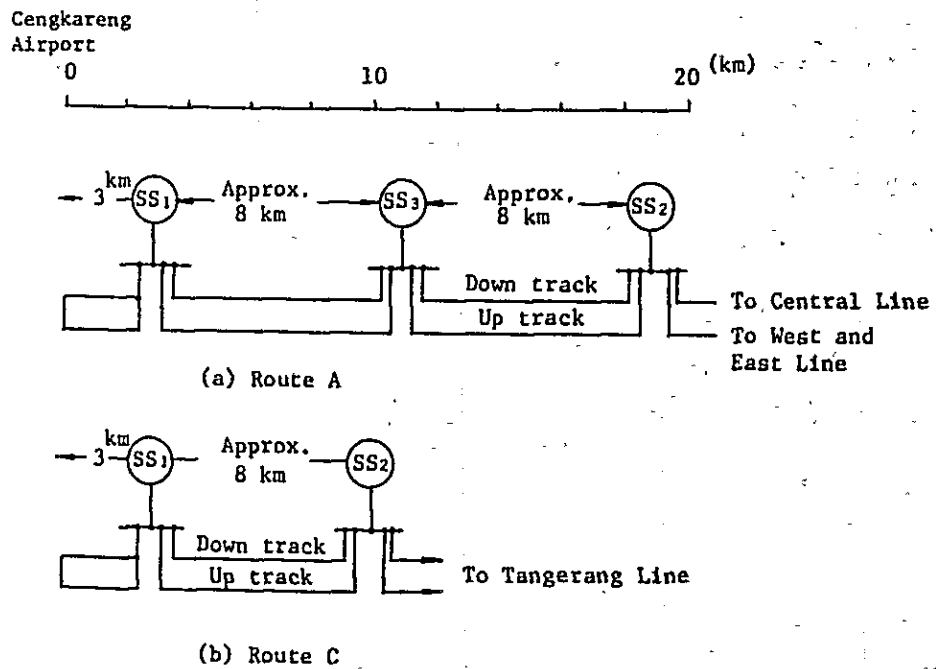 Cengkareng
Airport
0 10 20 (km)
3 km SS1 Approx. 8 km SS3 Approx. 8 km SS2
Down track
Up track
To Central Line
To West and
East Line
(a) Route A
3 km SS1 Approx. 8 km SS2
Down track
Up track
To Tangerang Line
(b) Route C